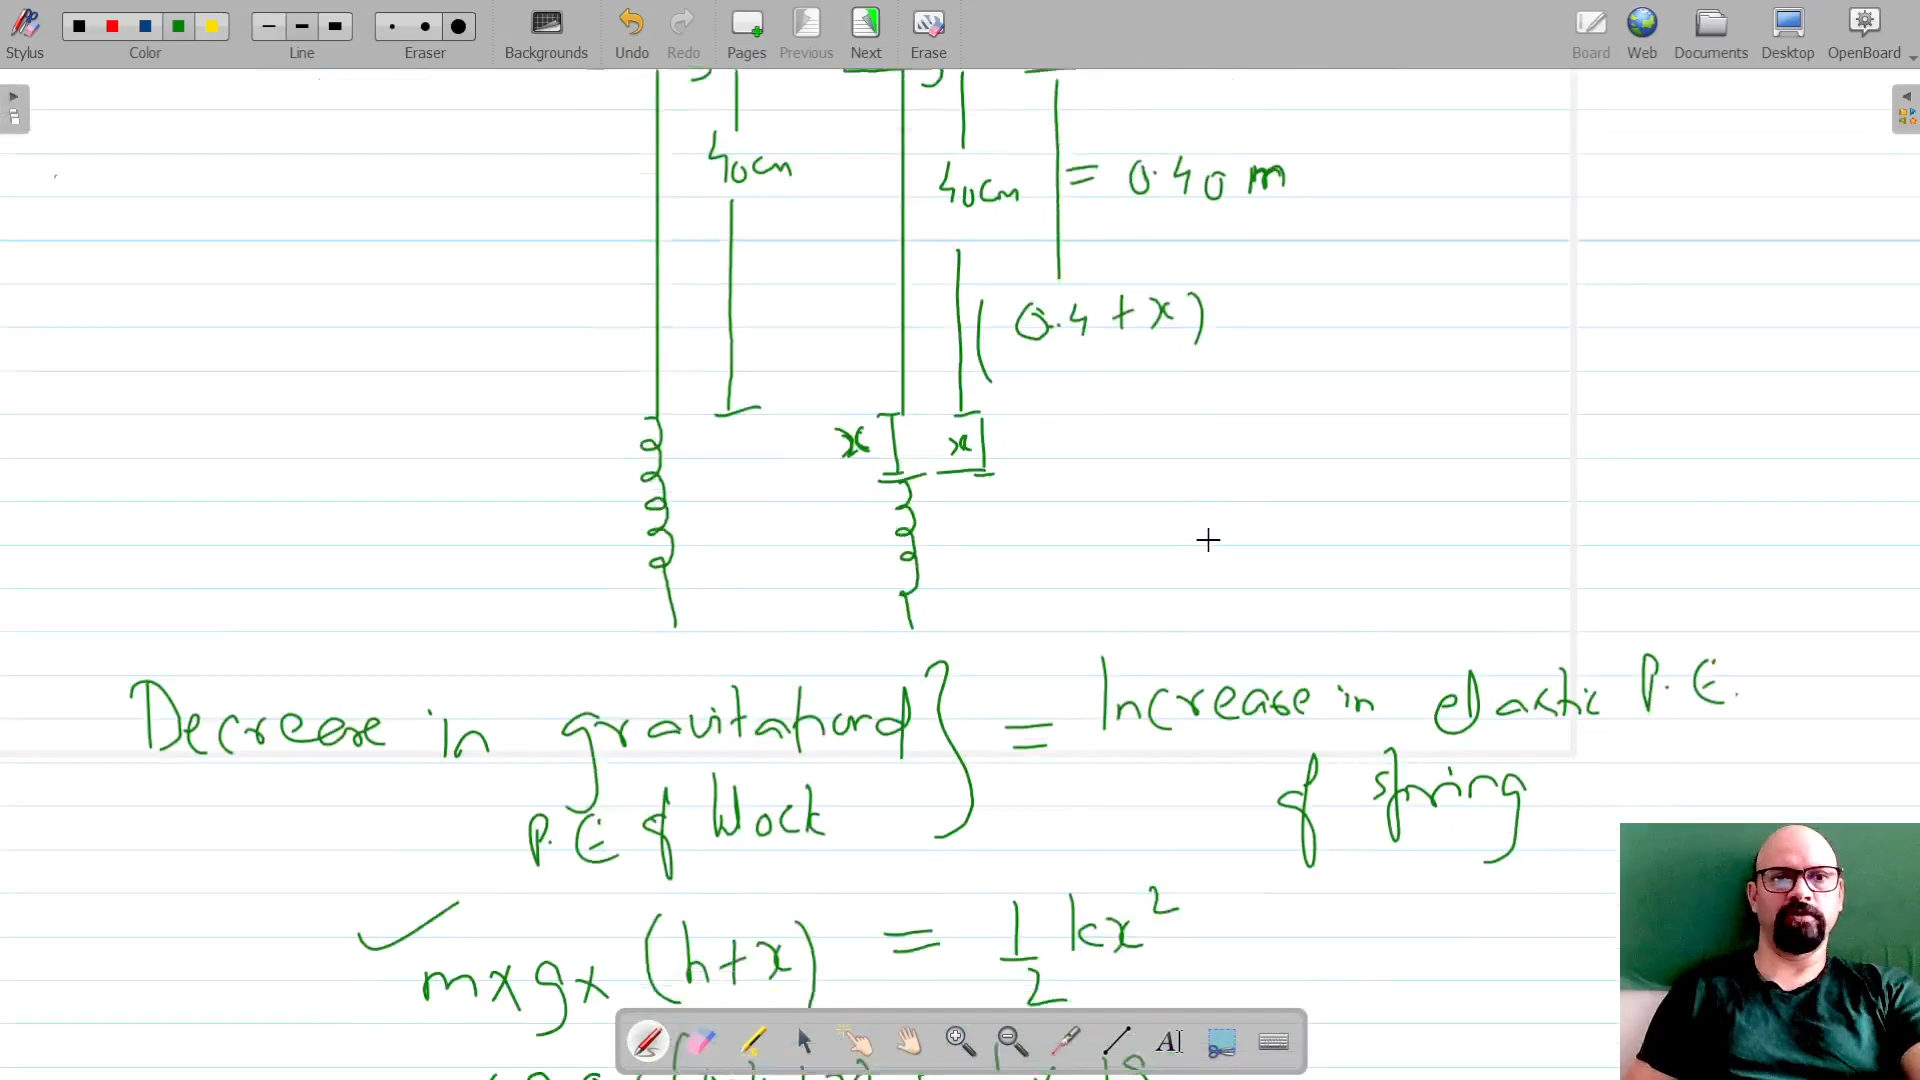 Stylus Color Line Eraser Backgrounds Undo Redo Pages Previous Next Erase Board Web Documents Desktop OpenBoard
40cm
40cm = 0.40 m
(0.4 + x)
x x
Decrease in gravitational } = Increase in elastic P.E.
P.E of block of spring
m x g x (h+x) = 1/2 kx²